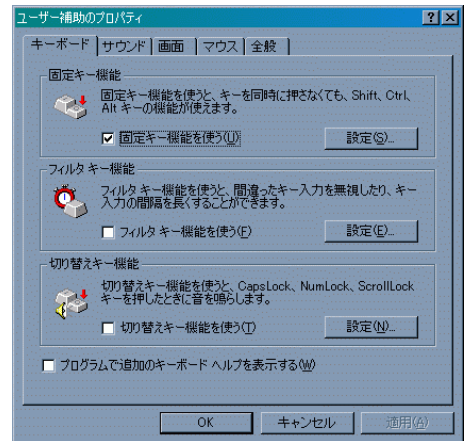 ユーザー補助のプロパティ
キーボード サウンド 画面 マウス 全般
固定キー機能
固定キー機能を使うと、キーを同時に押さなくても、Shift、Ctrl、
Alt キーの機能が使えます。
固定キー機能を使う(U) 設定(S)...
フィルタ キー機能
フィルタ キー機能を使うと、間違ったキー入力を無視したり、キー
入力の間隔を長くすることができます。
フィルタ キー機能を使う(F) 設定(E)...
切り替えキー機能
切り替えキー機能を使うと、CapsLock、NumLock、ScrollLock
キーを押したときに音を鳴らします。
切り替えキー機能を使う(T) 設定(N)...
プログラムで追加のキーボード ヘルプを表示する(W)
OK キャンセル 適用(A)